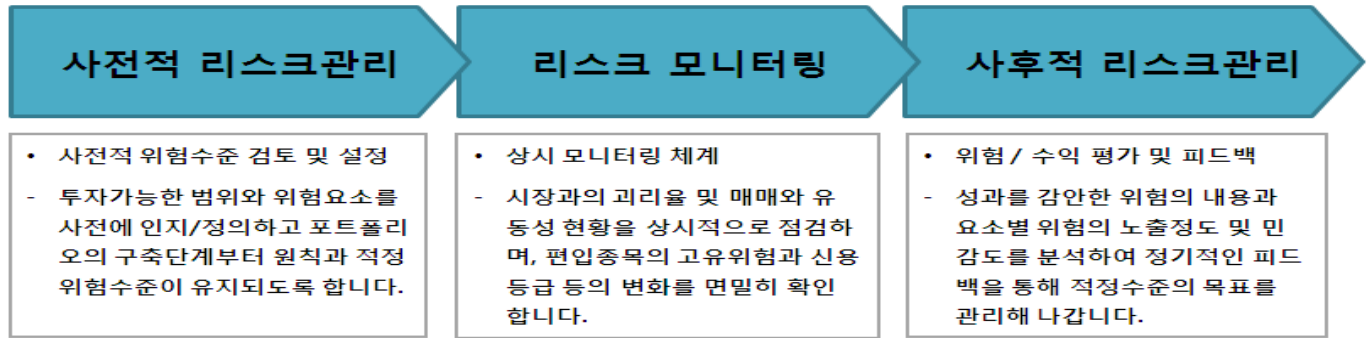 사전적 리스크관리
리스크 모니터링
사후적 리스크관리
• 사전적 위험수준 검토 및 설정
- 투자가능한 범위와 위험요소를
사전에 인지/정의하고 포트폴리
오의 구축단계부터 원칙과 적정
위험수준이 유지되도록 합니다.
• 상시 모니터링 체계
- 시장과의 괴리율 및 매매와 유
동성 현황을 상시적으로 점검하
며, 편입종목의 고유위험과 신용
등급 등의 변화를 면밀히 확인
합니다.
• 위험 / 수익 평가 및 피드백
- 성과를 감안한 위험의 내용과
요소별 위험의 노출정도 및 민
감도를 분석하여 정기적인 피드
백을 통해 적정수준의 목표를
관리해 나갑니다.